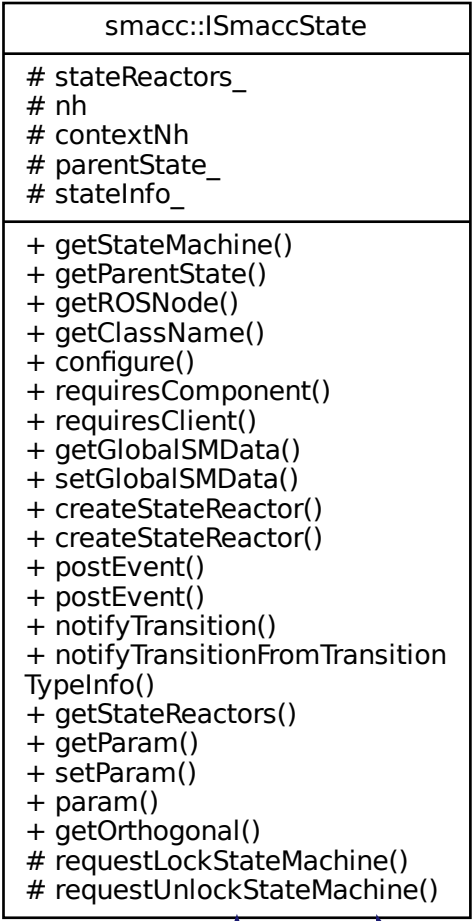 smacc::ISmaccState
# stateReactors_
# nh
# contextNh
# parentState_
# stateInfo_
+ getStateMachine()
+ getParentState()
+ getROSNode()
+ getClassName()
+ configure()
+ requiresComponent()
+ requiresClient()
+ getGlobalSMData()
+ setGlobalSMData()
+ createStateReactor()
+ createStateReactor()
+ postEvent()
+ postEvent()
+ notifyTransition()
+ notifyTransitionFromTransition
TypeInfo()
+ getStateReactors()
+ getParam()
+ setParam()
+ param()
+ getOrthogonal()
# requestLockStateMachine()
# requestUnlockStateMachine()